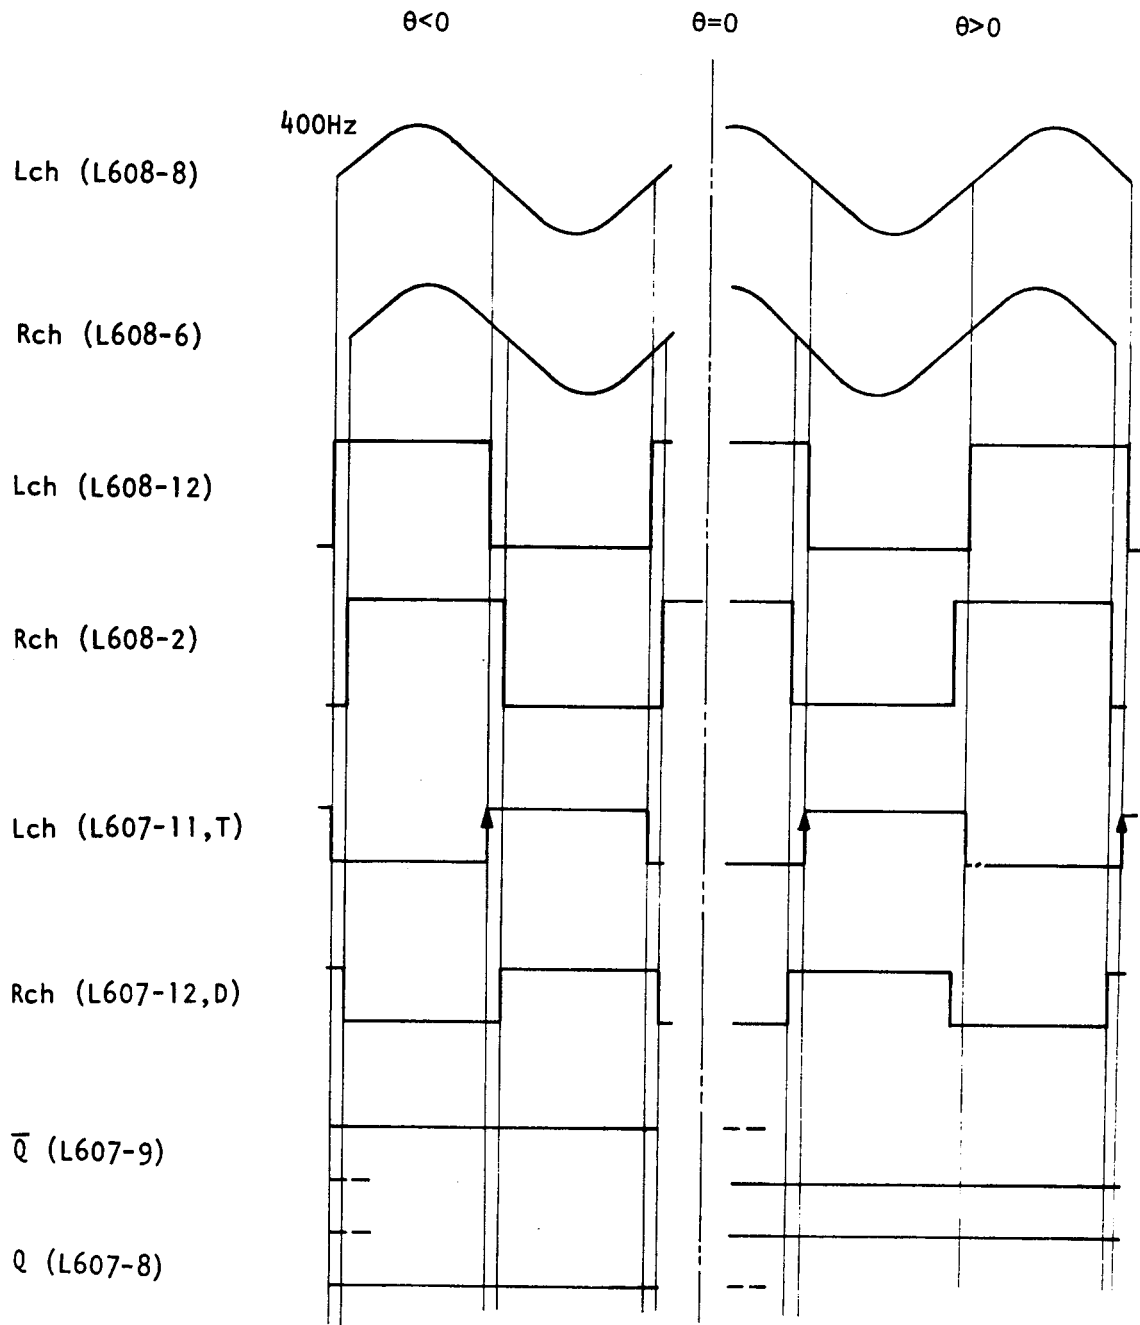 θ<0 θ=0 θ>0
400Hz
Lch (L608-8)
Rch (L608-6)
Lch (L608-12)
Rch (L608-2)
Lch (L607-11,T)
Rch (L607-12,D)
Q̅ (L607-9)
Q (L607-8)